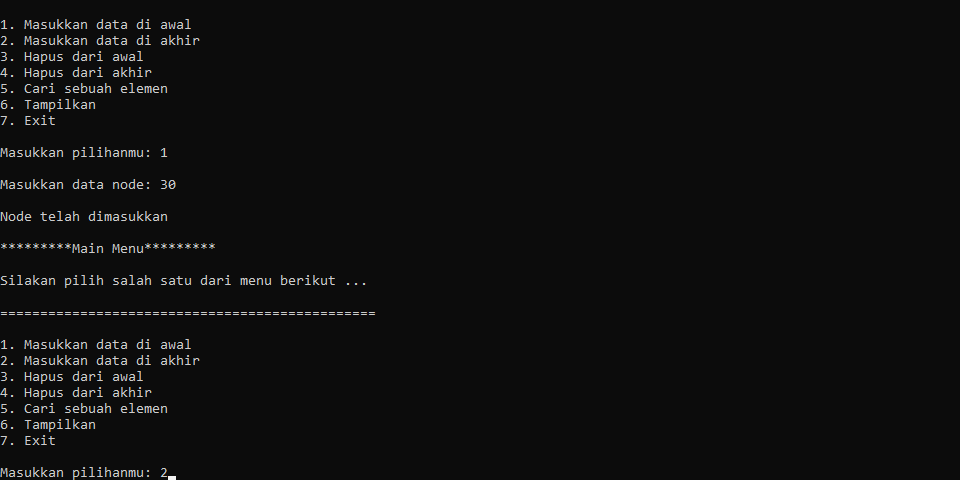 1. Masukkan data di awal
2. Masukkan data di akhir
3. Hapus dari awal
4. Hapus dari akhir
5. Cari sebuah elemen
6. Tampilkan
7. Exit
Masukkan pilihanmu: 1
Masukkan data node: 30
Node telah dimasukkan
*********Main Menu*********
Silakan pilih salah satu dari menu berikut ...
===============================================
1. Masukkan data di awal
2. Masukkan data di akhir
3. Hapus dari awal
4. Hapus dari akhir
5. Cari sebuah elemen
6. Tampilkan
7. Exit
Masukkan pilihanmu: 2